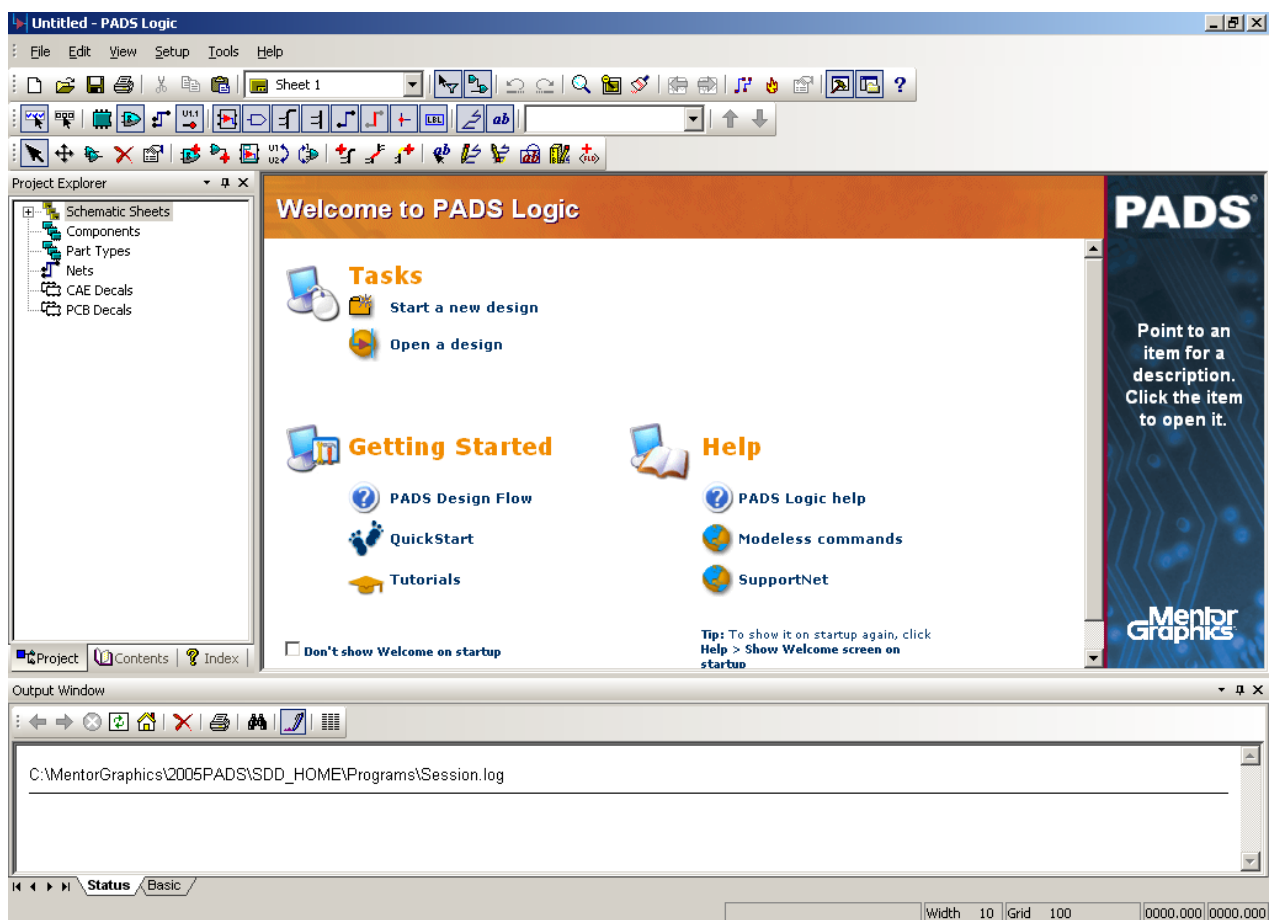 Untitled - PADS Logic
File Edit View Setup Tools Help
Sheet 1
Project Explorer
Schematic Sheets
Components
Part Types
Nets
CAE Decals
PCB Decals
Project Contents Index
Welcome to PADS Logic
Tasks
Start a new design
Open a design
Getting Started
PADS Design Flow
QuickStart
Tutorials
Help
PADS Logic help
Modeless commands
SupportNet
Don't show Welcome on startup
Tip: To show it on startup again, click
Help > Show Welcome screen on
startup
PADS
Point to an
item for a
description.
Click the item
to open it.
Mentor
Graphics
Output Window
C:\MentorGraphics\2005PADS\SDD_HOME\Programs\Session.log
Status Basic
Width 10 Grid 100 0000.000 0000.000